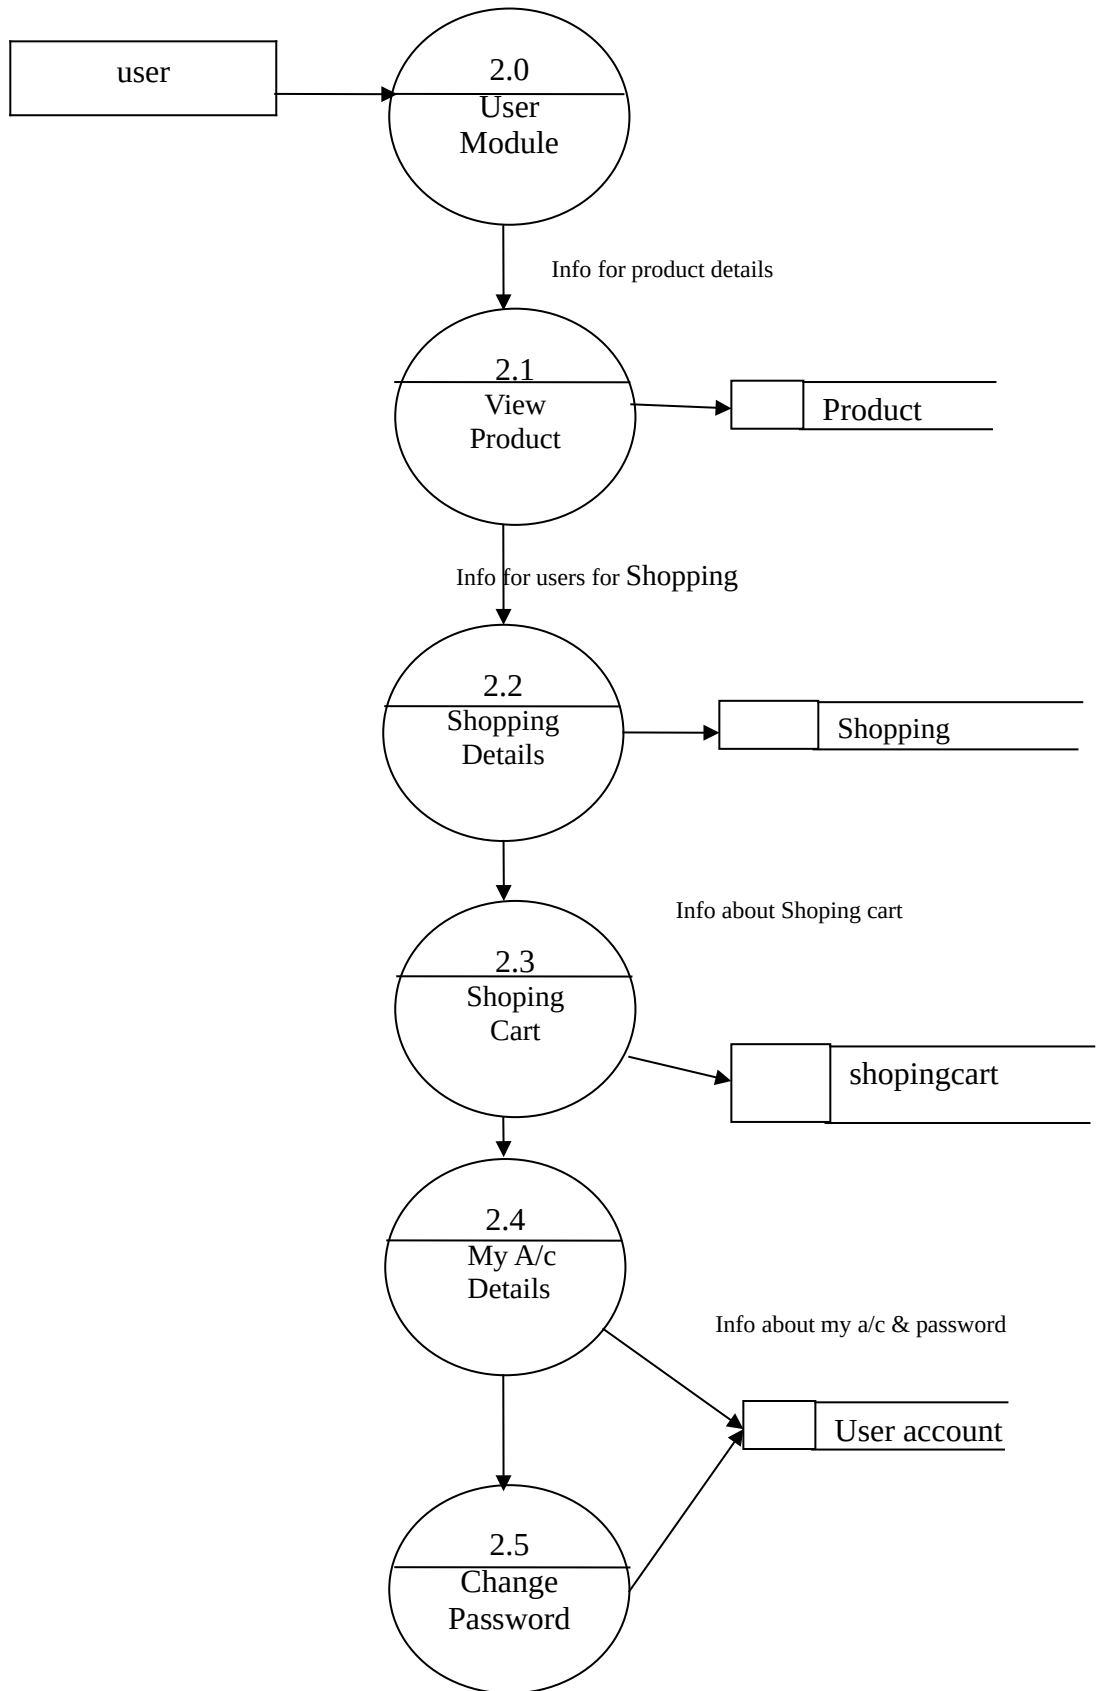 user
2.0
User
Module
Info for product details
2.1
View
Product
Product
Info for users for Shopping
2.2
Shopping
Details
Shopping
Info about Shoping cart
2.3
Shoping
Cart
shopingcart
2.4
My A/c
Details
Info about my a/c & password
User account
2.5
Change
Password